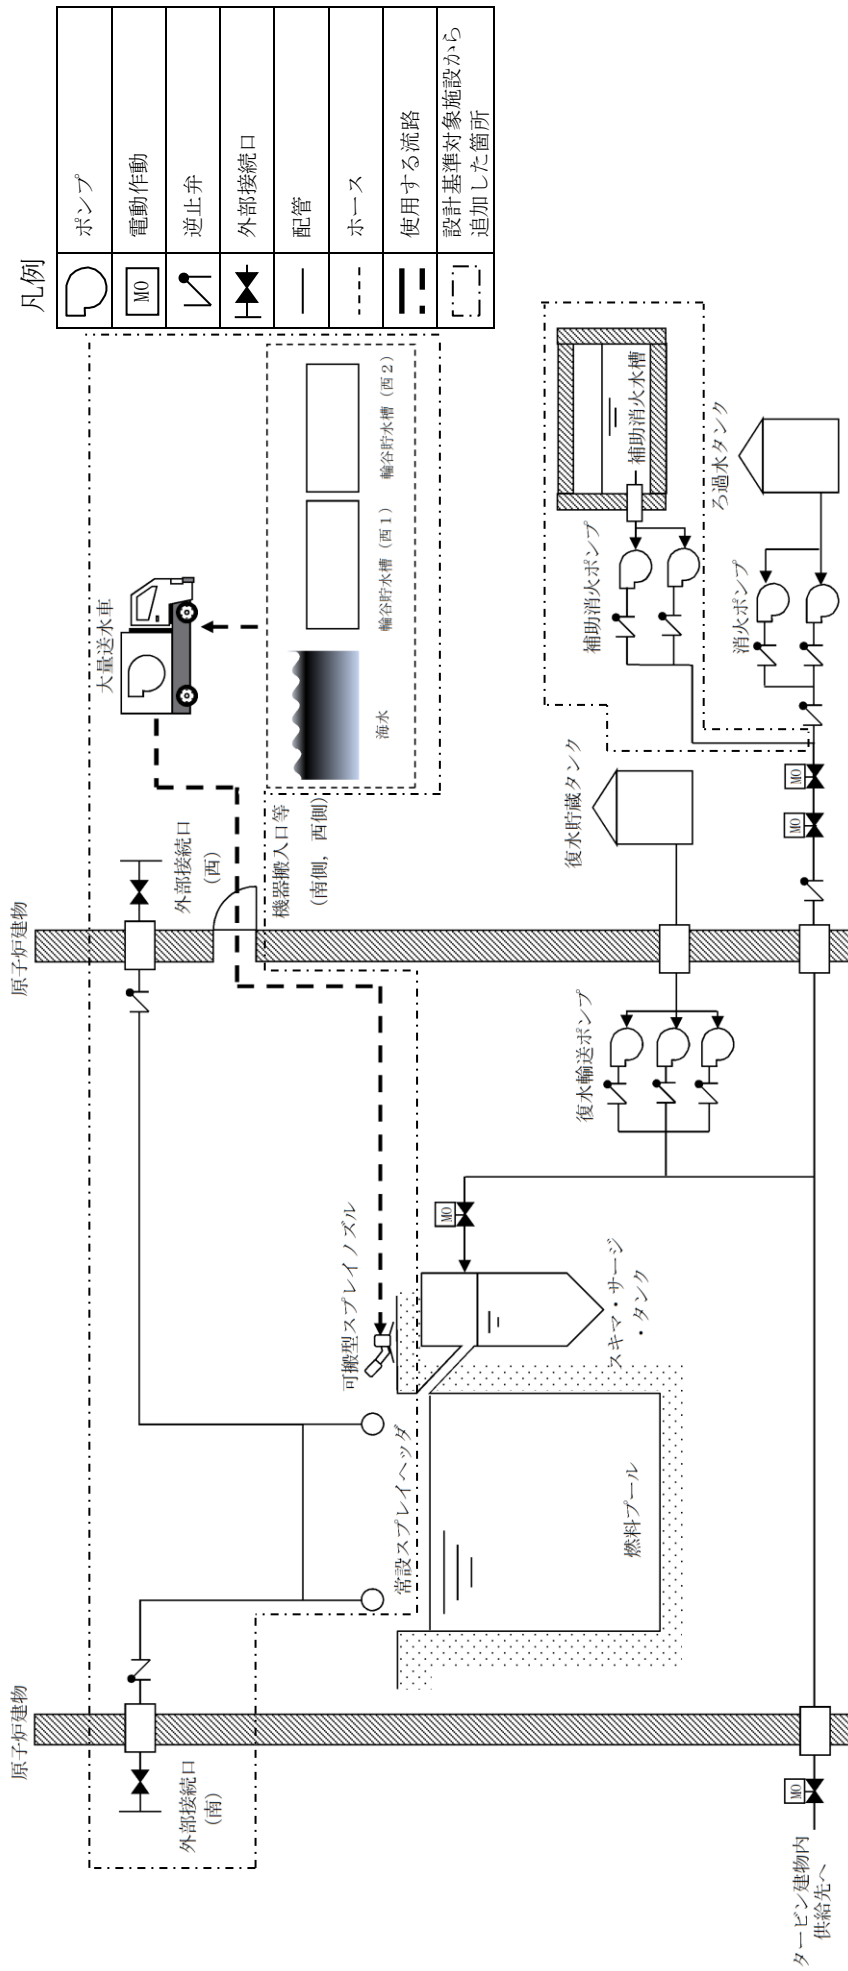 凡例
ポンプ
MO
電動作動
逆止弁
外部接続口
配管
ホース
使用する流路
設計基準対象施設から
追加した箇所
原子炉建物
原子炉建物
外部接続口
(南)
外部接続口
(西)
大量送水車
機器搬入口等
(南側，西側)
海水
輪谷貯水槽（西１）
輪谷貯水槽（西２）
可搬型スプレイノズル
常設スプレイヘッダ
燃料プール
スキマ・サージ
・タンク
MO
復水輸送ポンプ
復水貯蔵タンク
補助消火ポンプ
補助消火水槽
消火ポンプ
ろ過水タンク
MO
MO
MO
タービン建物内
供給先へ